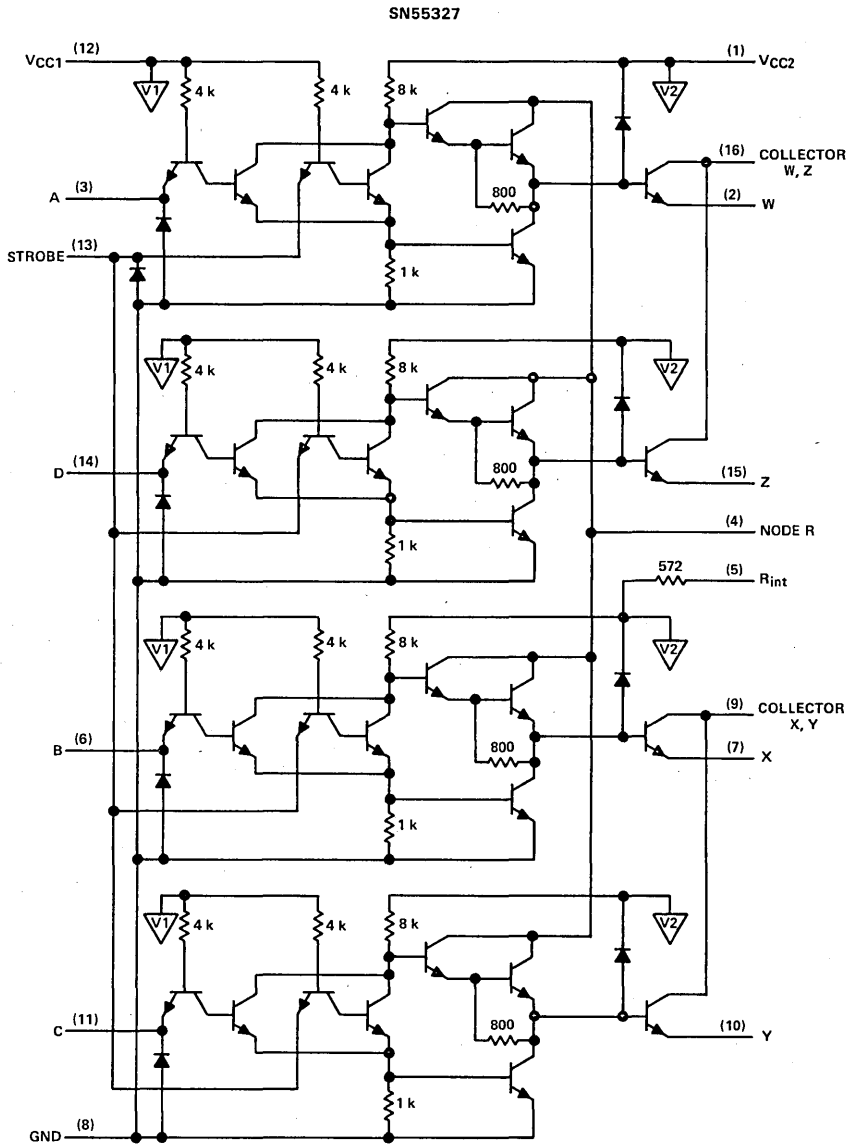 SN55327
VCC1 (12)
(1) VCC2
V1
4 k
4 k
8 k
V2
(16) COLLECTOR
W, Z
A (3)
800
(2) W
STROBE (13)
1 k
V1
4 k
4 k
8 k
V2
D (14)
800
(15) Z
1 k
(4) NODE R
572
(5) Rint
V1
4 k
4 k
8 k
V2
(9) COLLECTOR
X, Y
B (6)
800
(7) X
1 k
V1
4 k
4 k
8 k
V2
C (11)
800
(10) Y
1 k
GND (8)